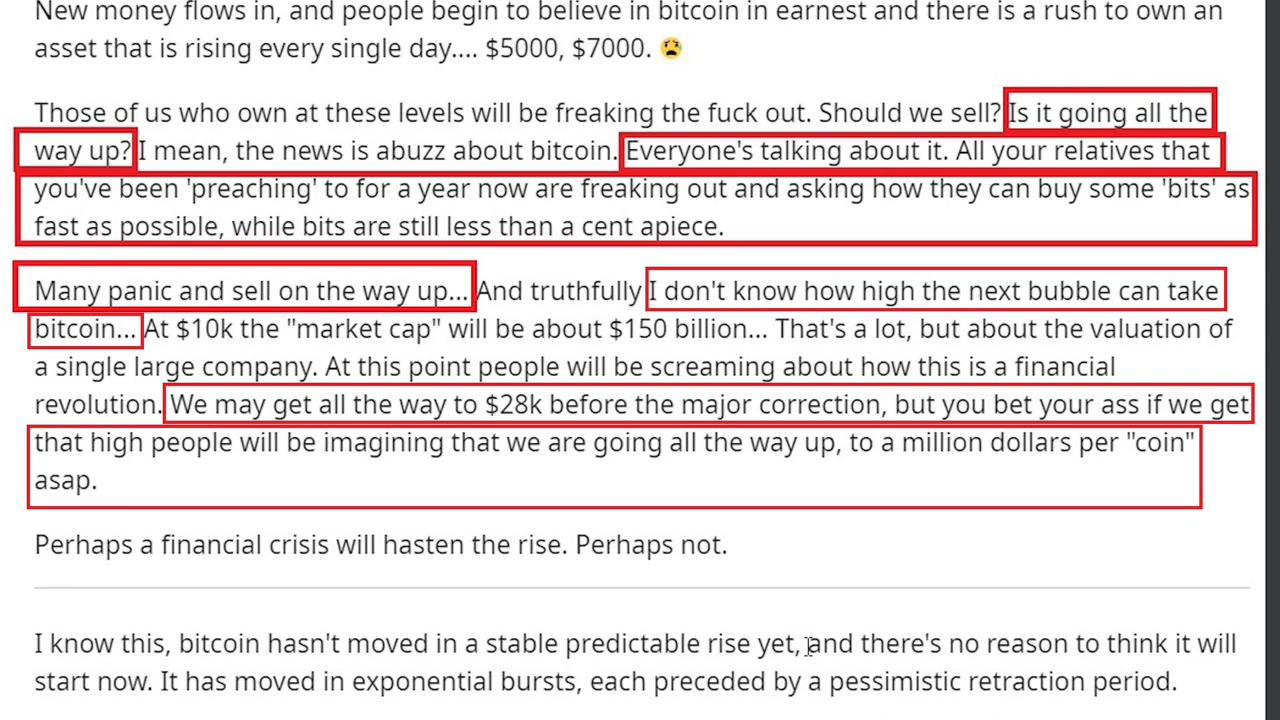 New money flows in, and people begin to believe in bitcoin in earnest and there is a rush to own an
asset that is rising every single day.... $5000, $7000. 😧
Those of us who own at these levels will be freaking the fuck out. Should we sell? Is it going all the
way up? I mean, the news is abuzz about bitcoin. Everyone's talking about it. All your relatives that
you've been 'preaching' to for a year now are freaking out and asking how they can buy some 'bits' as
fast as possible, while bits are still less than a cent apiece.
Many panic and sell on the way up... And truthfully I don't know how high the next bubble can take
bitcoin... At $10k the "market cap" will be about $150 billion... That's a lot, but about the valuation of
a single large company. At this point people will be screaming about how this is a financial
revolution. We may get all the way to $28k before the major correction, but you bet your ass if we get
that high people will be imagining that we are going all the way up, to a million dollars per "coin"
asap.
Perhaps a financial crisis will hasten the rise. Perhaps not.
I know this, bitcoin hasn't moved in a stable predictable rise yet, and there's no reason to think it will
start now. It has moved in exponential bursts, each preceded by a pessimistic retraction period.